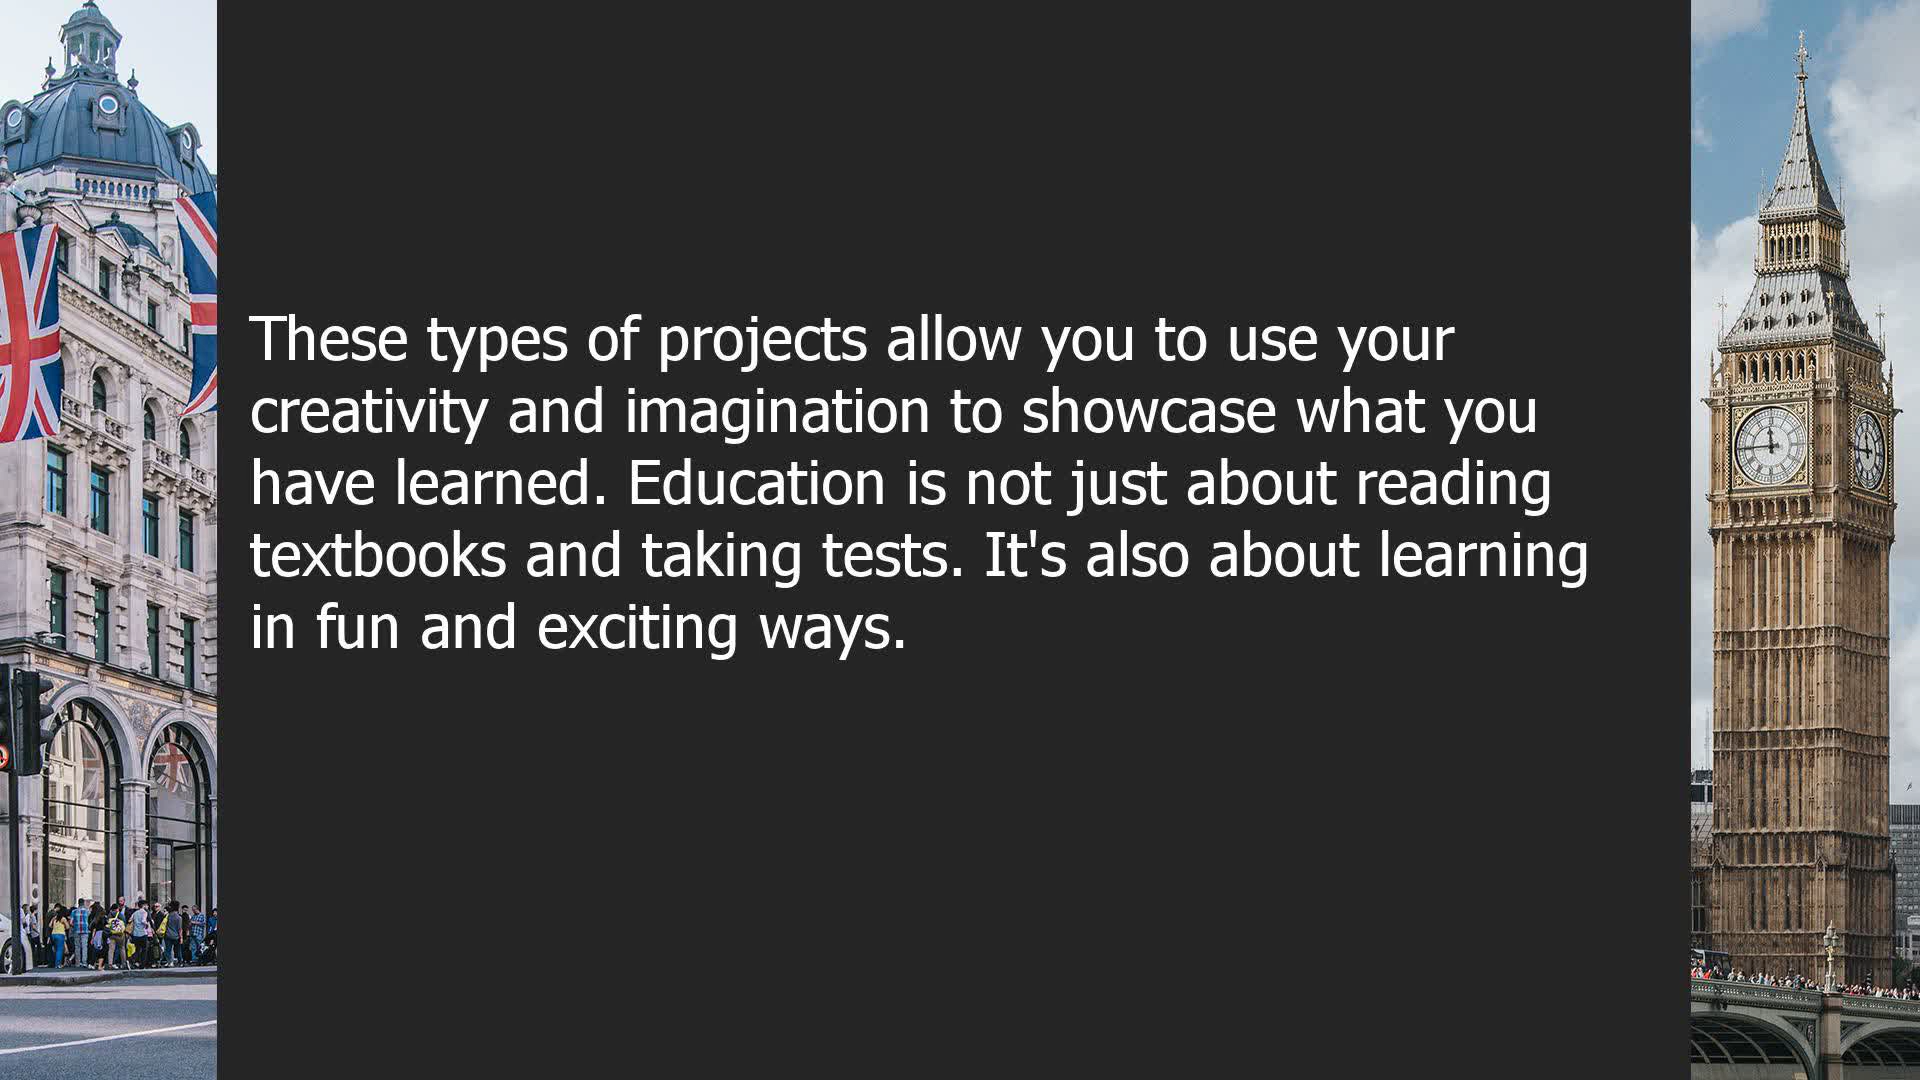 These types of projects allow you to use your
creativity and imagination to showcase what you
have learned. Education is not just about reading
textbooks and taking tests. It's also about learning
in fun and exciting ways.